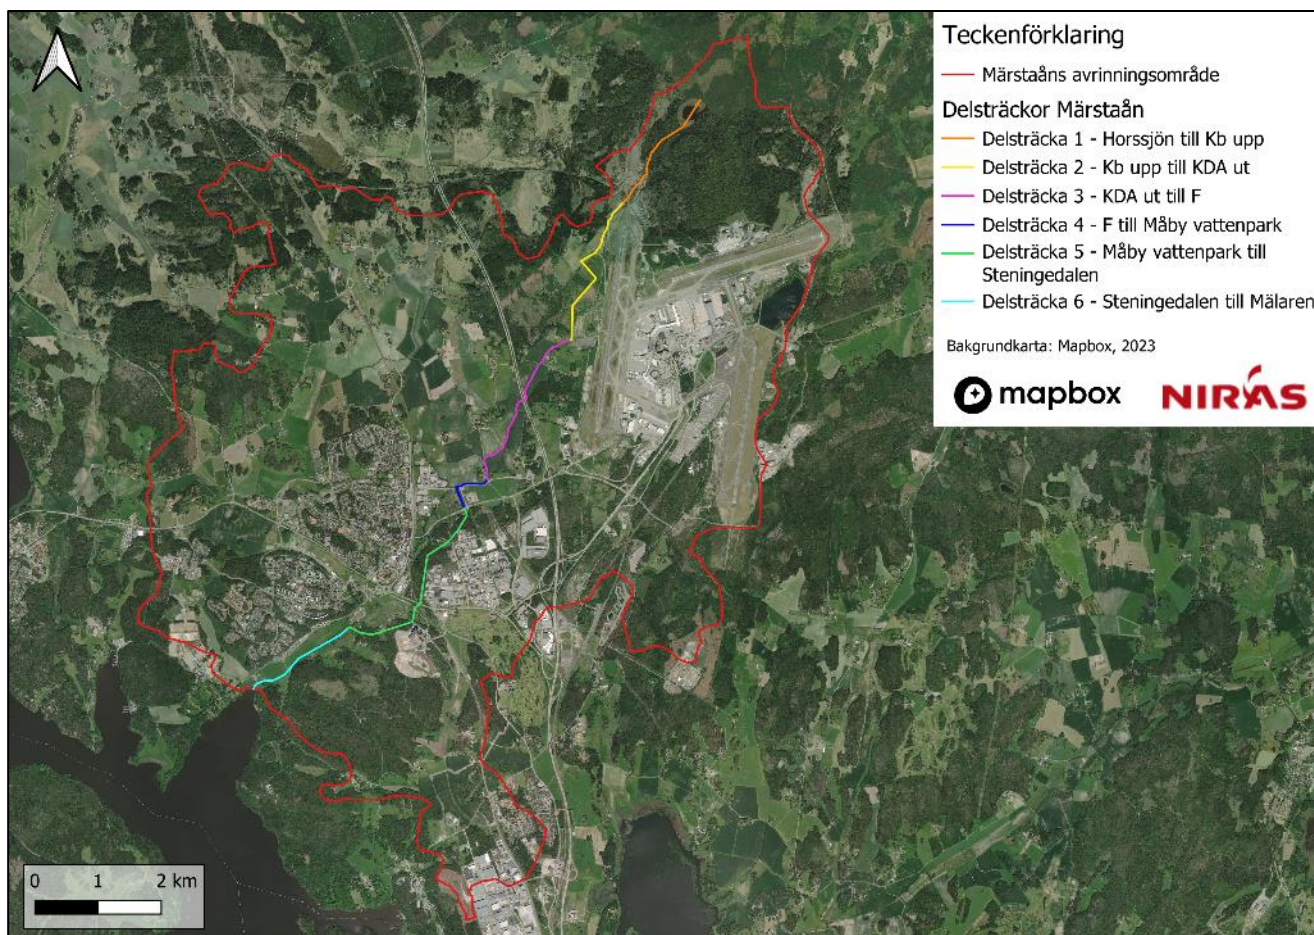 Teckenförklaring
Märstaåns avrinningsområde
Delsträckor Märstaån
Delsträcka 1 - Horssjön till Kb upp
Delsträcka 2 - Kb upp till KDA ut
Delsträcka 3 - KDA ut till F
Delsträcka 4 - F till Måby vattenpark
Delsträcka 5 - Måby vattenpark till
Steningedalen
Delsträcka 6 - Steningedalen till Mälaren
Bakgrundkarta: Mapbox, 2023
mapbox NIRAS
0 1 2 km